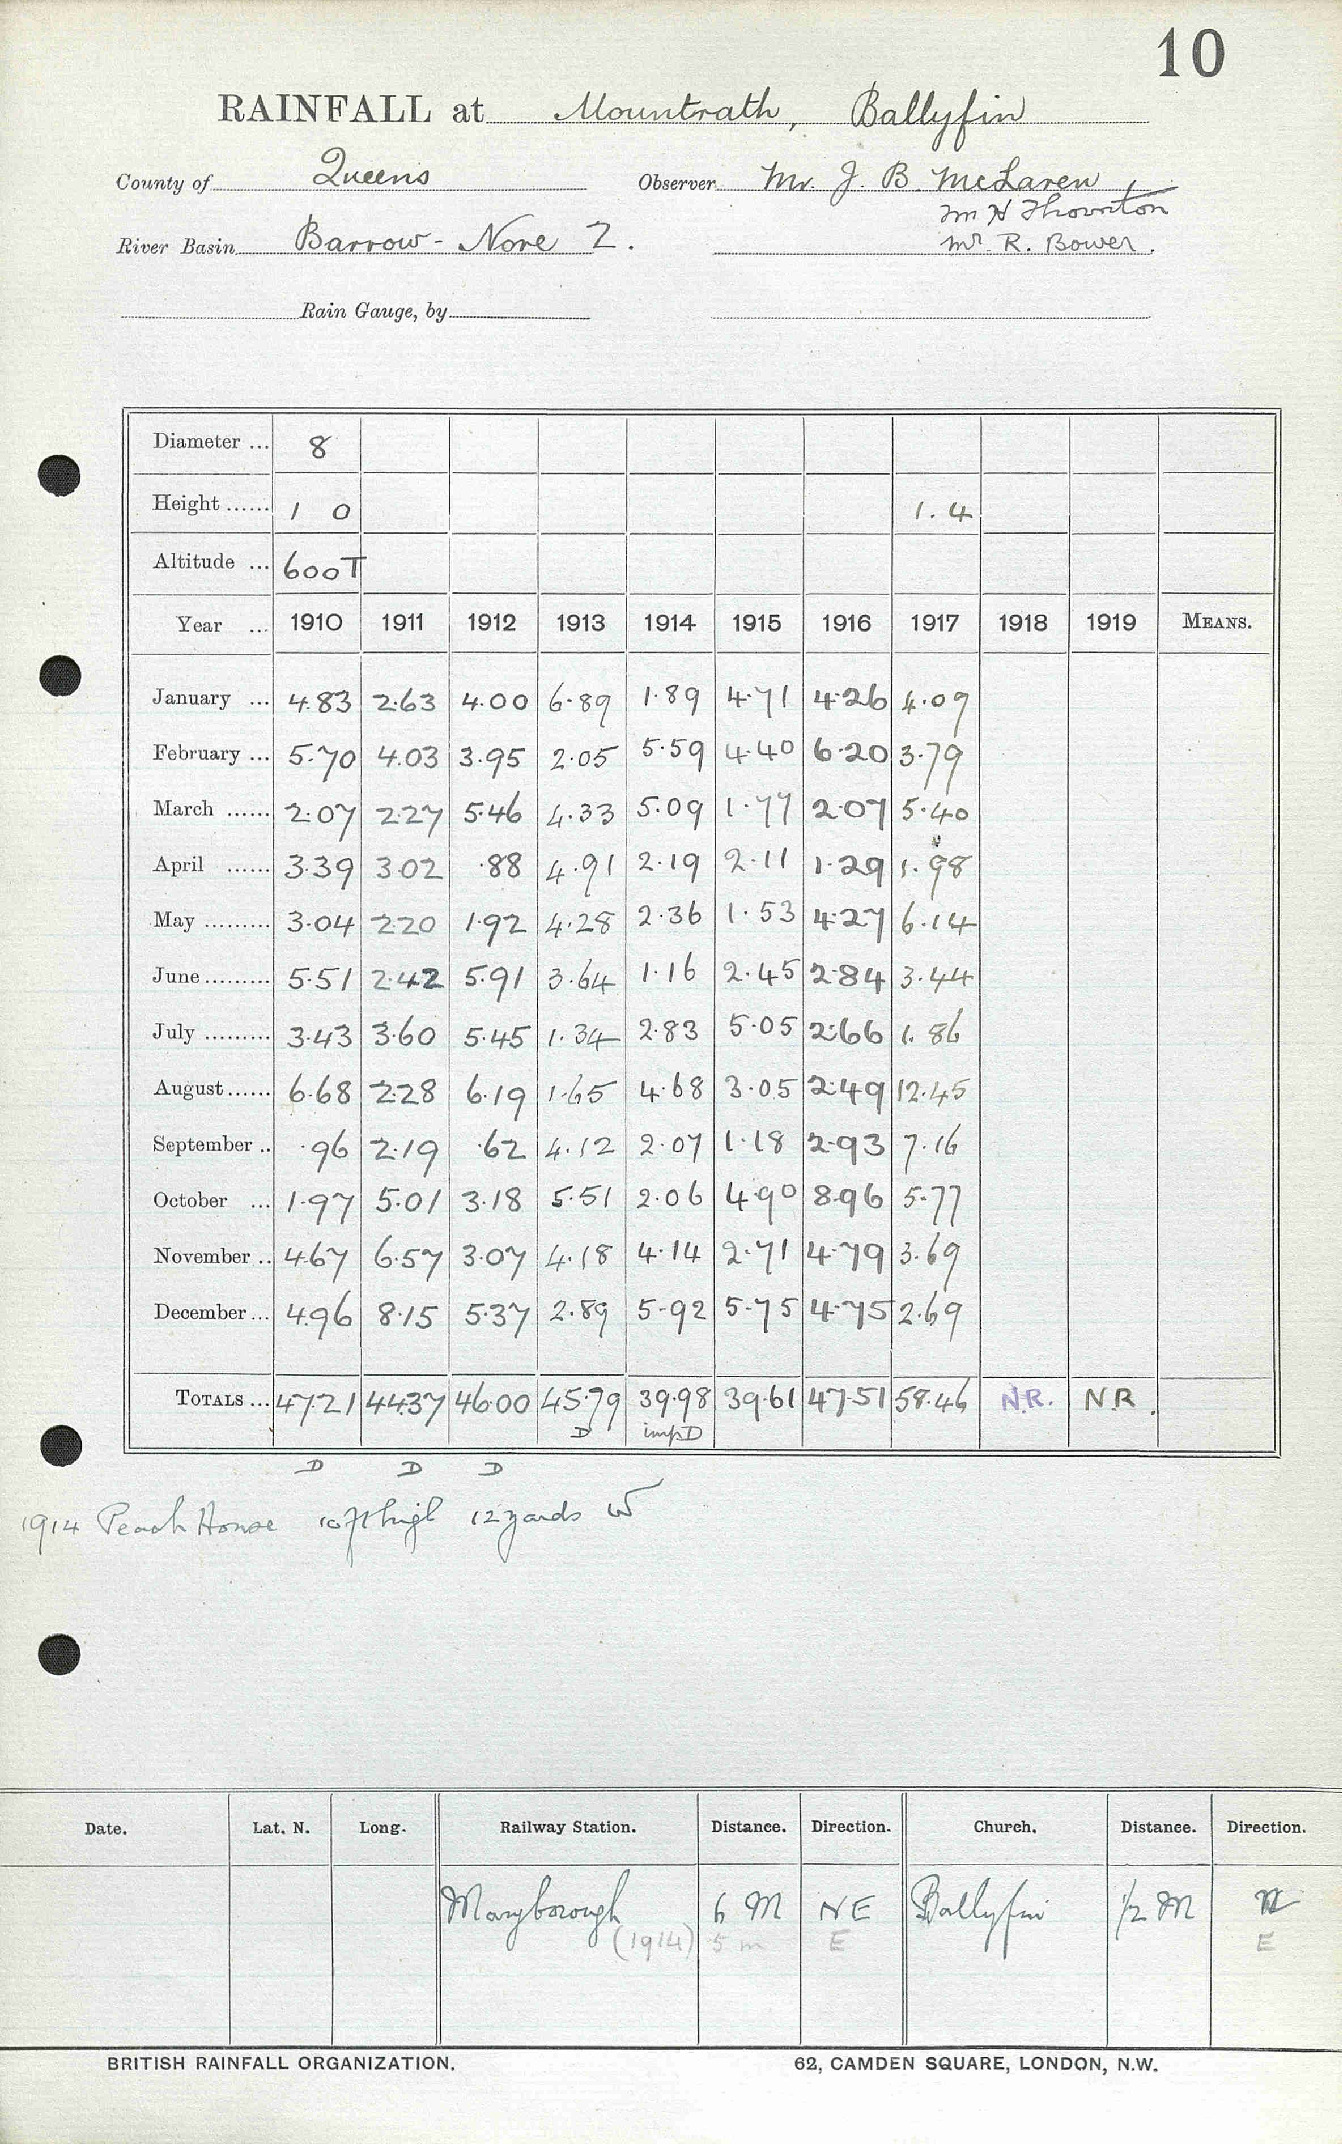 10
RAINFALL at Mountrath, Ballyfin
County of Queens Observer Mr. J. B. McLaren
Mr H Thornton
River Basin Barrow - Nore 2. Mr. R. Bower.
Rain Gauge, by
Diameter ... 8
Height ...... 1 0 1.4
Altitude ... 600T
Year ... 1910 1911 1912 1913 1914 1915 1916 1917 1918 1919 MEANS.
January ... 4.83 2.63 4.00 6.89 1.89 4.71 4.26 4.09
February ... 5.70 4.03 3.95 2.05 5.59 4.40 6.20 3.79
March ...... 2.07 2.27 5.46 4.33 5.09 1.77 2.07 5.40
April ...... 3.39 3.02 .88 4.91 2.19 2.11 1.29 1.98
May ......... 3.04 2.20 1.92 4.28 2.36 1.53 4.27 6.14
June ......... 5.51 2.42 5.91 3.64 1.16 2.45 2.84 3.44
July ......... 3.43 3.60 5.45 1.34 2.83 5.05 2.66 1.86
August ...... 6.68 2.28 6.19 1.65 4.68 3.05 2.49 12.45
September .. .96 2.19 .62 4.12 2.07 1.18 2.93 7.16
October ... 1.97 5.01 3.18 5.51 2.06 4.90 8.96 5.77
November .. 4.67 6.57 3.07 4.18 4.14 2.71 4.79 3.69
December ... 4.96 8.15 5.37 2.89 5.92 5.75 4.75 2.69
TOTALS ... 47.21 44.37 46.00 45.79 39.98 39.61 47.51 58.46 N.R. N.R.
D imp.D
D D D
1914 Peach House 10ft high 12 yards W
Date. Lat. N. Long. Railway Station. Distance. Direction. Church. Distance. Direction.
Maryborough 6 M NE Ballyfin 1/2 M N
(1914) 5 m E E
BRITISH RAINFALL ORGANIZATION. 62, CAMDEN SQUARE, LONDON, N.W.